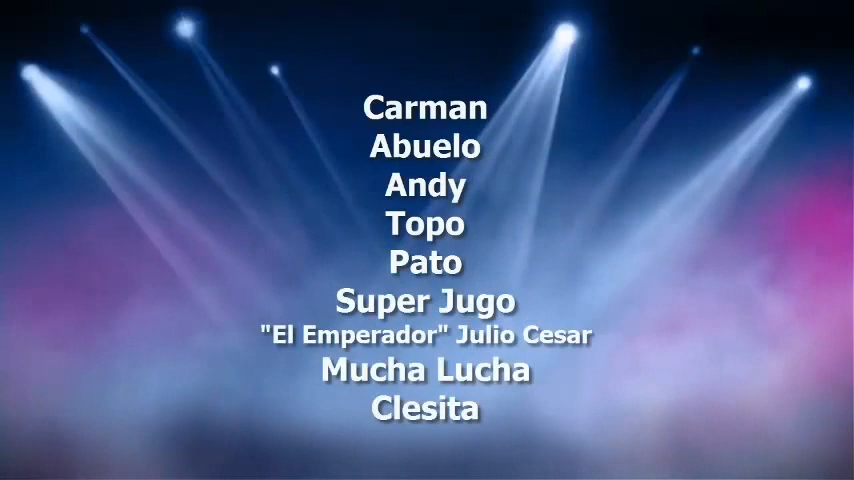 Carman
Abuelo
Andy
Topo
Pato
Super Jugo
"El Emperador" Julio Cesar
Mucha Lucha
Clesita